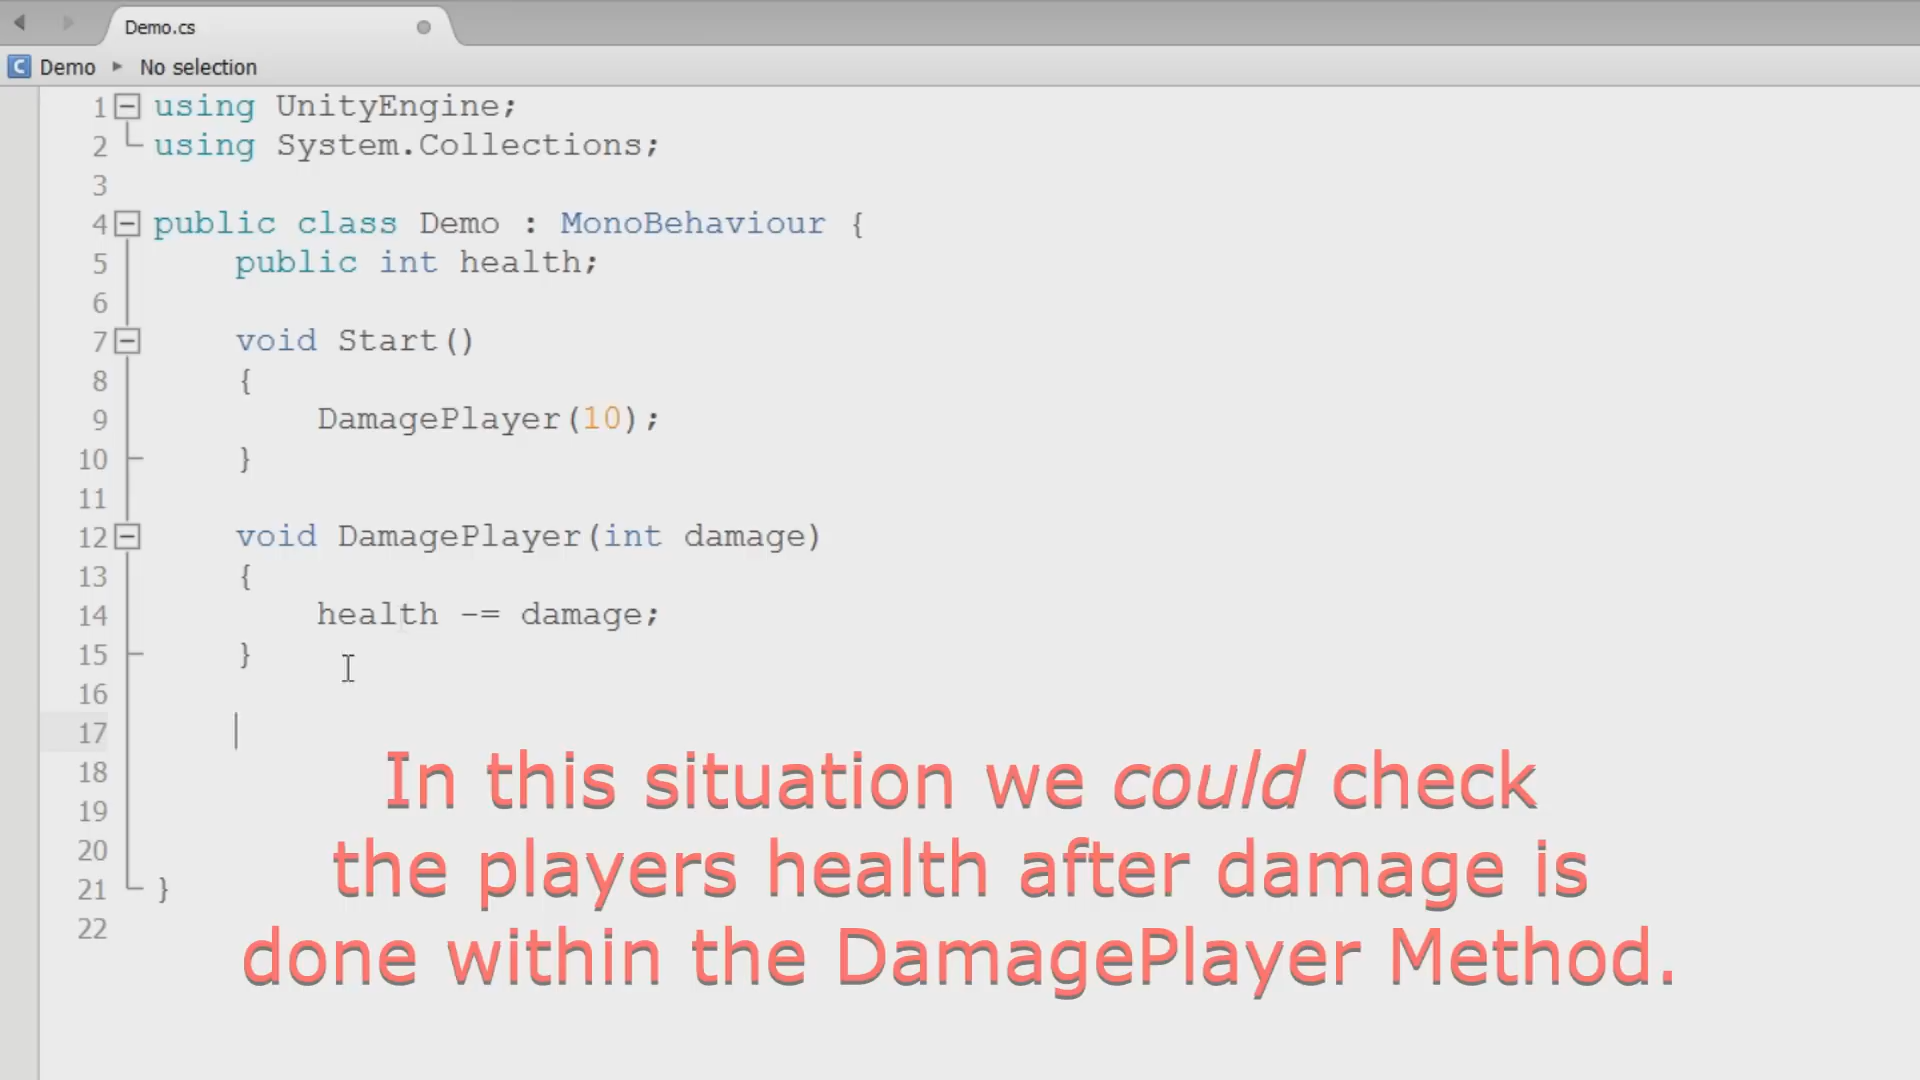 Demo.cs
Demo ▸ No selection
1 using UnityEngine;
2 using System.Collections;
3
4 public class Demo : MonoBehaviour {
5 public int health;
6
7 void Start()
8 {
9 DamagePlayer(10);
10 }
11
12 void DamagePlayer(int damage)
13 {
14 health -= damage;
15 }
16
17
18
19
20
21 }
22
In this situation we could check
the players health after damage is
done within the DamagePlayer Method.